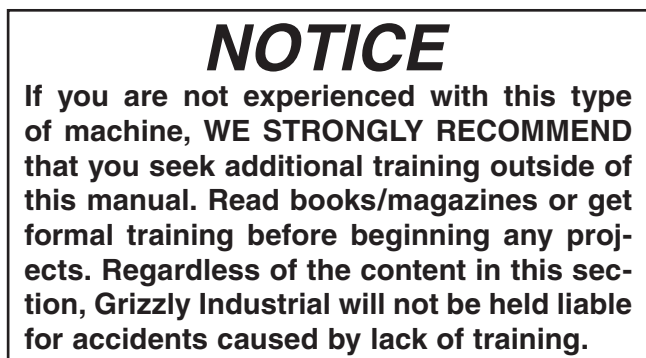 NOTICE
If you are not experienced with this type
of machine, WE STRONGLY RECOMMEND
that you seek additional training outside of
this manual. Read books/magazines or get
formal training before beginning any proj-
ects. Regardless of the content in this sec-
tion, Grizzly Industrial will not be held liable
for accidents caused by lack of training.